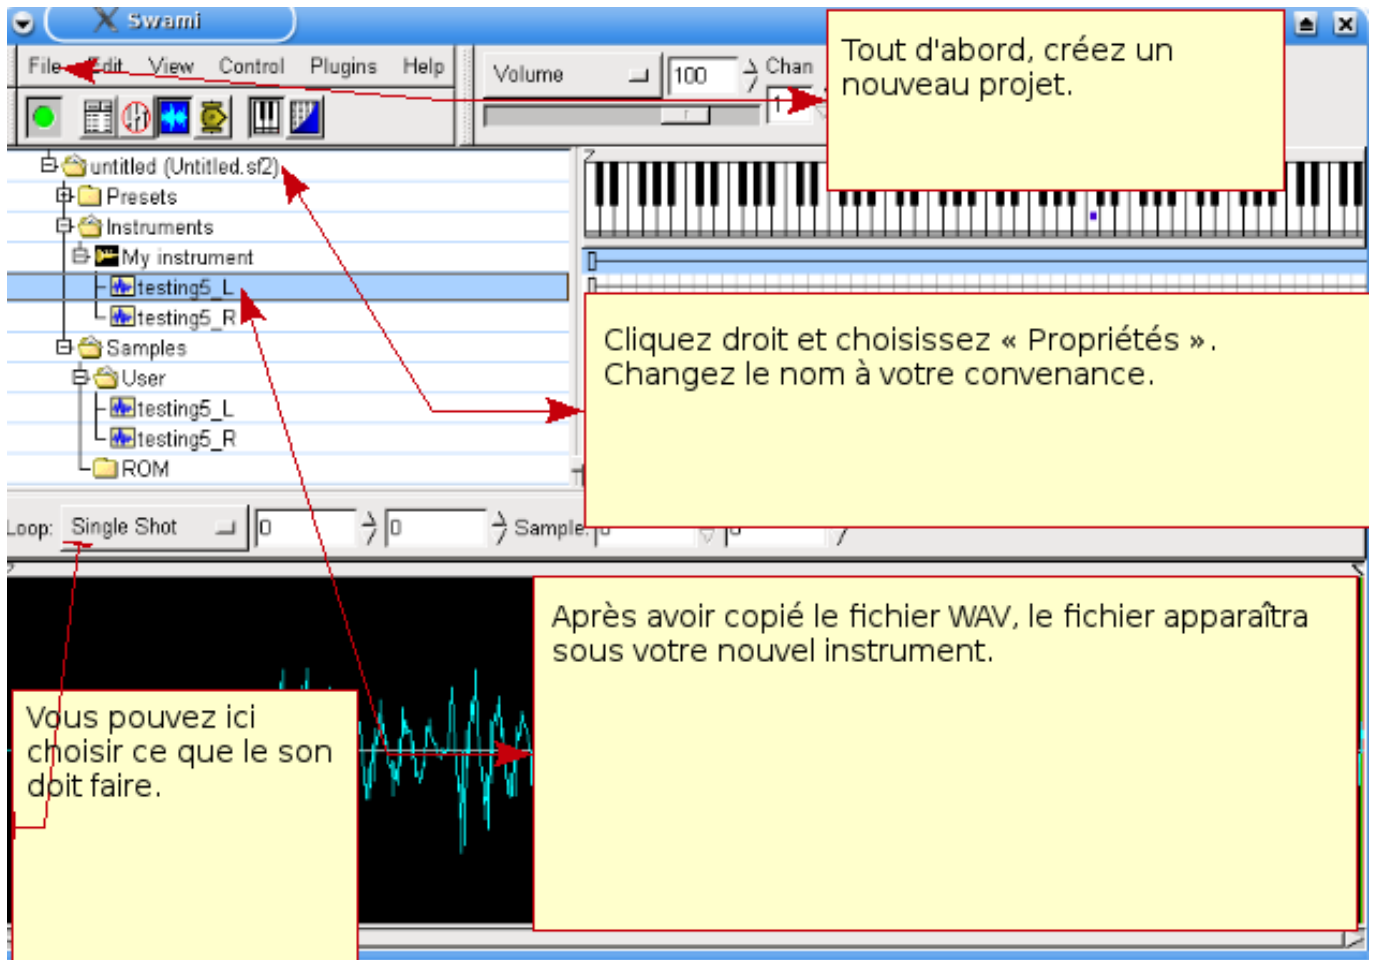 Swami
Tout d'abord, créez un
nouveau projet.
File Edit View Control Plugins Help
Volume 100 Chan
1
untitled (Untitled.sf2)
Presets
Instruments
My instrument
testing5_L
testing5_R
Samples
User
testing5_L
testing5_R
ROM
Cliquez droit et choisissez « Propriétés ».
Changez le nom à votre convenance.
Loop: Single Shot 0 0 Sample:
Après avoir copié le fichier WAV, le fichier apparaîtra
sous votre nouvel instrument.
Vous pouvez ici
choisir ce que le son
doit faire.